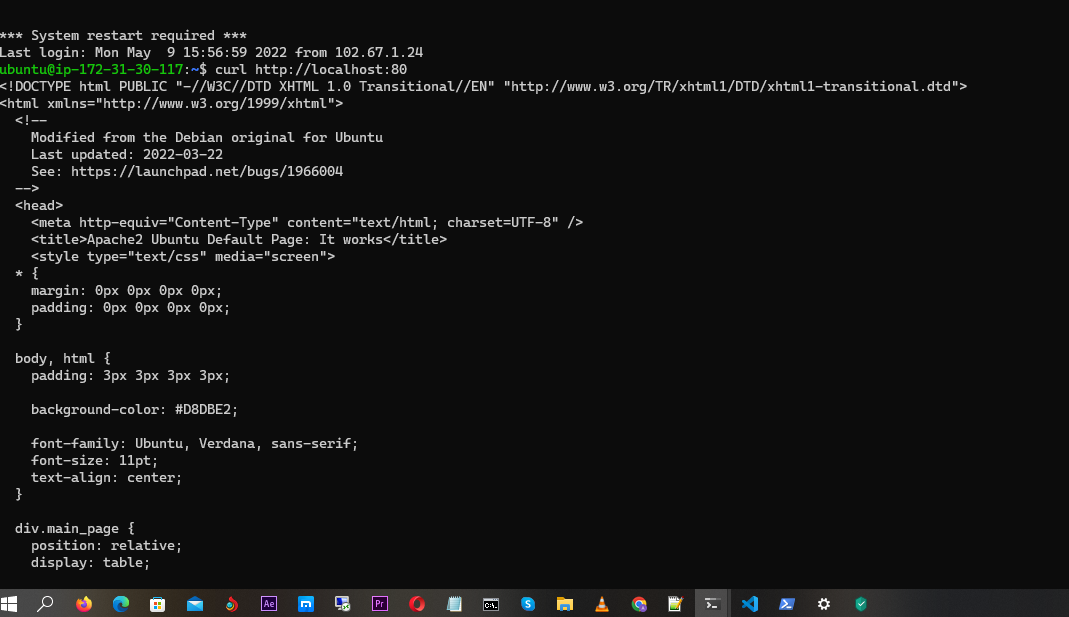 *** System restart required ***
Last login: Mon May  9 15:56:59 2022 from 102.67.1.24
ubuntu@ip-172-31-30-117:~$ curl http://localhost:80
<!DOCTYPE html PUBLIC "-//W3C//DTD XHTML 1.0 Transitional//EN" "http://www.w3.org/TR/xhtml1/DTD/xhtml1-transitional.dtd">
<html xmlns="http://www.w3.org/1999/xhtml">
  <!--
    Modified from the Debian original for Ubuntu
    Last updated: 2022-03-22
    See: https://launchpad.net/bugs/1966004
  -->
  <head>
    <meta http-equiv="Content-Type" content="text/html; charset=UTF-8" />
    <title>Apache2 Ubuntu Default Page: It works</title>
    <style type="text/css" media="screen">
  * {
    margin: 0px 0px 0px 0px;
    padding: 0px 0px 0px 0px;
  }

  body, html {
    padding: 3px 3px 3px 3px;

    background-color: #D8DBE2;

    font-family: Ubuntu, Verdana, sans-serif;
    font-size: 11pt;
    text-align: center;
  }

  div.main_page {
    position: relative;
    display: table;
Ae
Pr
C:\.
S